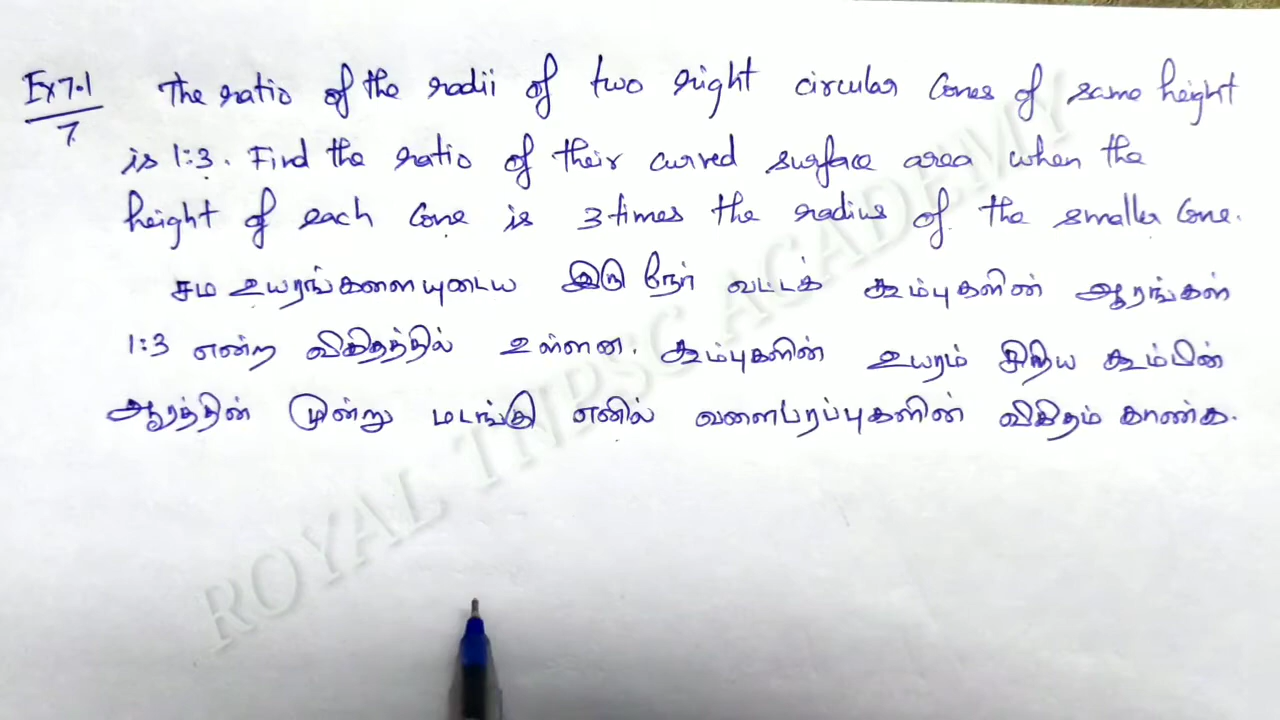 Ex 7.1
7
The ratio of the radii of two right circular Cones of same height
is 1:3. Find the ratio of their curved surface area when the
height of each Cone is 3 times the radius of the smaller Cone.
சம உயரங்களையுடைய இரு நேர் வட்டக் கூம்புகளின் ஆரங்கள்
1:3 என்ற விகிதத்தில் உள்ளன. கூம்புகளின் உயரம் சிறிய கூம்பின்
ஆரத்தின் மூன்று மடங்கு எனில் வளைபரப்புகளின் விகிதம் காண்க.
ROYAL TNPSC ACADEMY